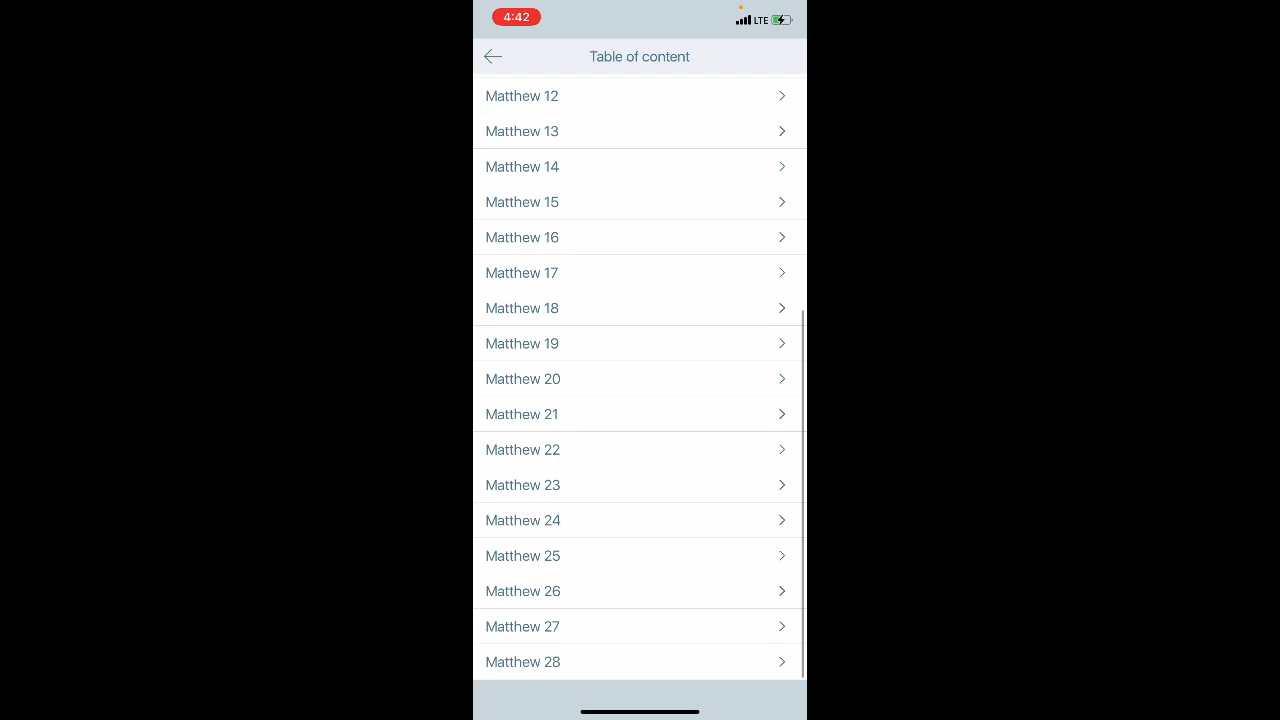 4:42
LTE
Table of content
Matthew 12
Matthew 13
Matthew 14
Matthew 15
Matthew 16
Matthew 17
Matthew 18
Matthew 19
Matthew 20
Matthew 21
Matthew 22
Matthew 23
Matthew 24
Matthew 25
Matthew 26
Matthew 27
Matthew 28